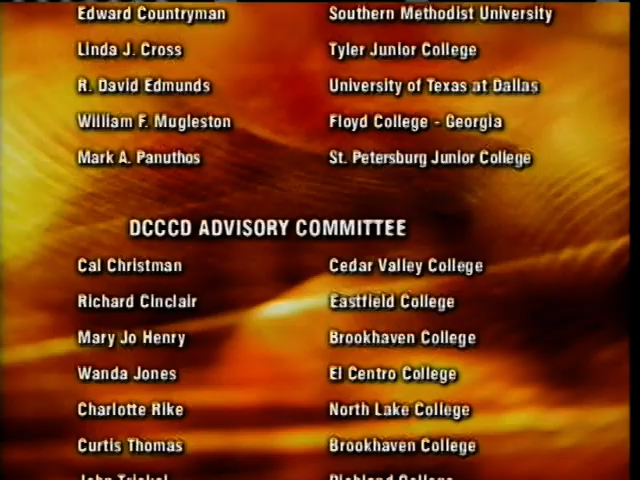 Edward Countryman Southern Methodist University
Linda J. Cross Tyler Junior College
R. David Edmunds University of Texas at Dallas
William F. Mugleston Floyd College - Georgia
Mark A. Panuthos St. Petersburg Junior College
DCCCD ADVISORY COMMITTEE
Cal Christman Cedar Valley College
Richard Cinclair Eastfield College
Mary Jo Henry Brookhaven College
Wanda Jones El Centro College
Charlotte Rike North Lake College
Curtis Thomas Brookhaven College
John Richland College